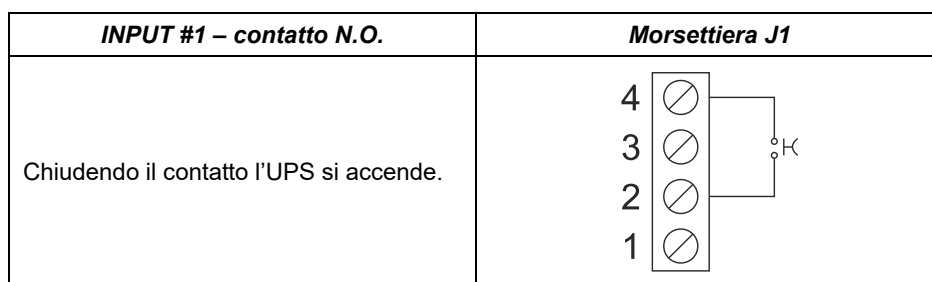 INPUT #1 – contatto N.O.
Morsettiera J1
Chiudendo il contatto l’UPS si accende.
4
3
2
1